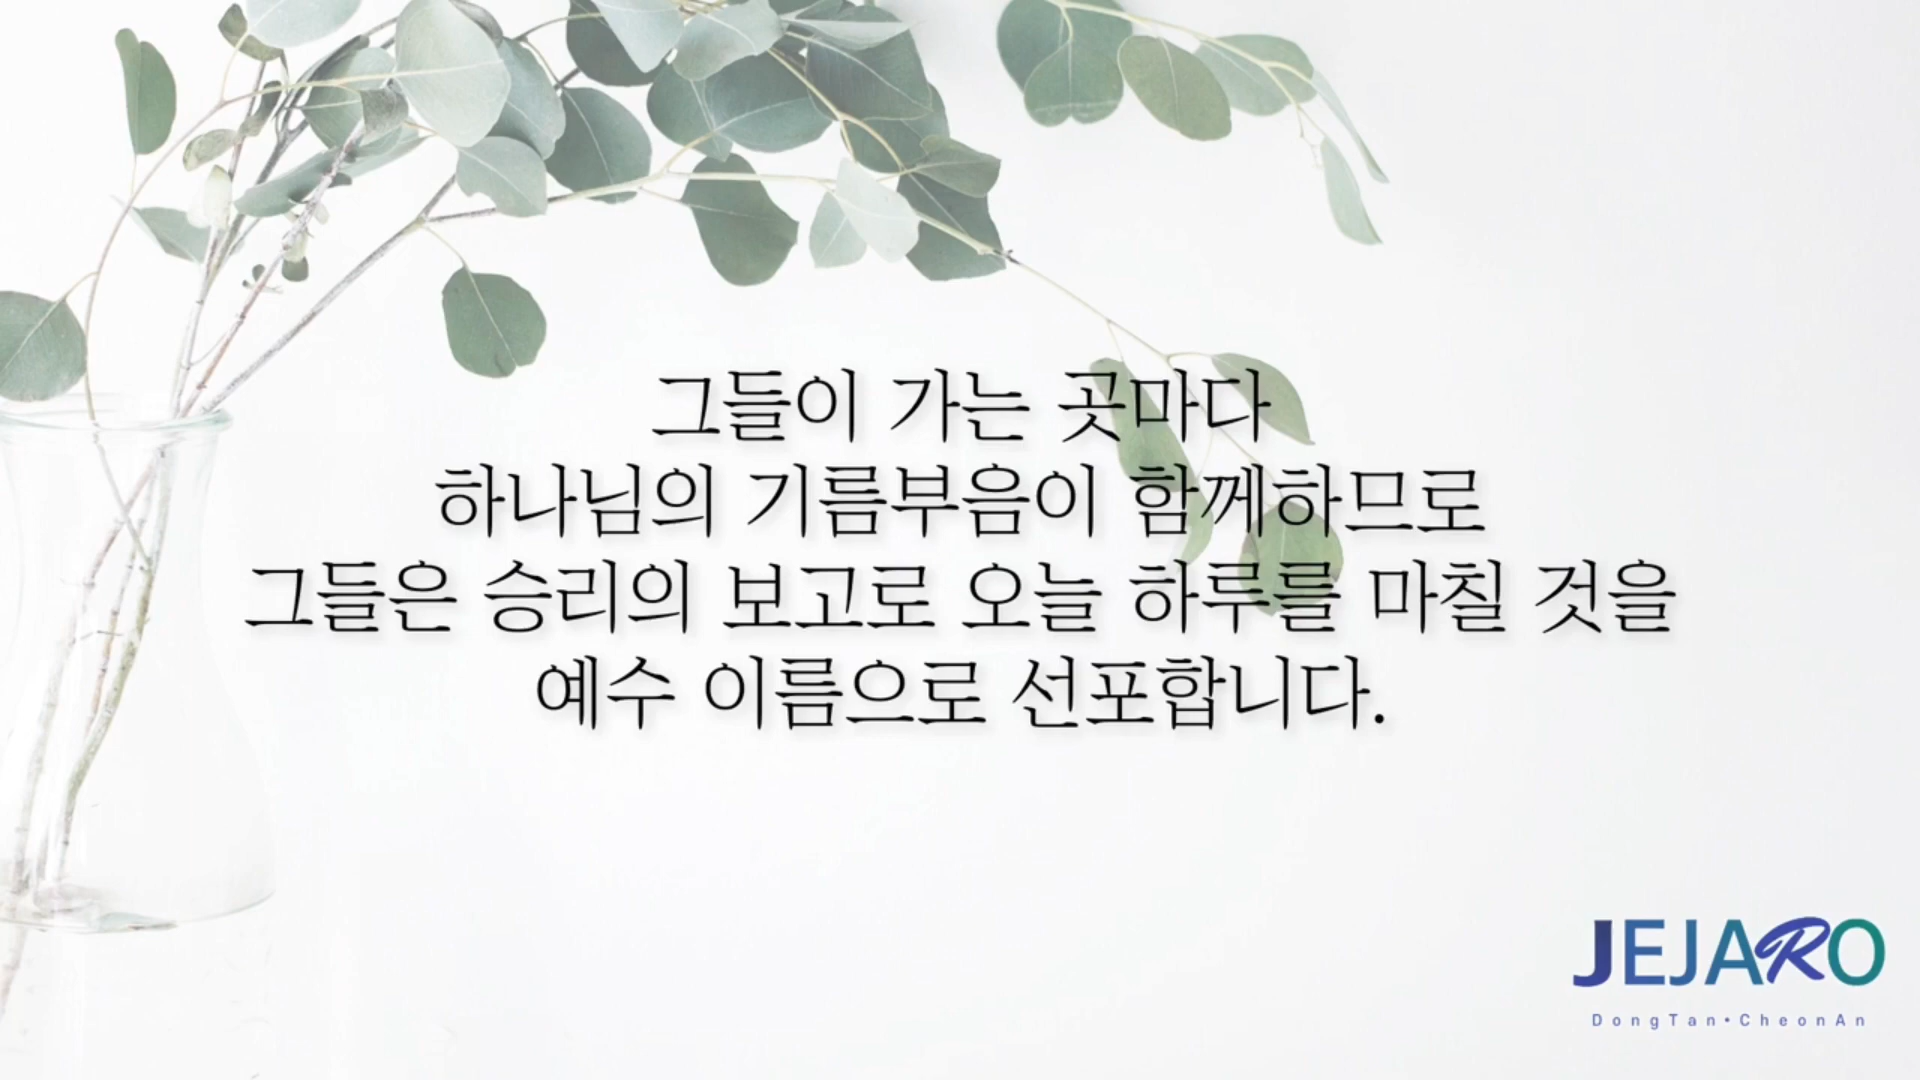 그들이 가는 곳마다
하나님의 기름부음이 함께하므로
그들은 승리의 보고로 오늘 하루를 마칠 것을
예수 이름으로 선포합니다.
JEJARO
DongTan•CheonAn